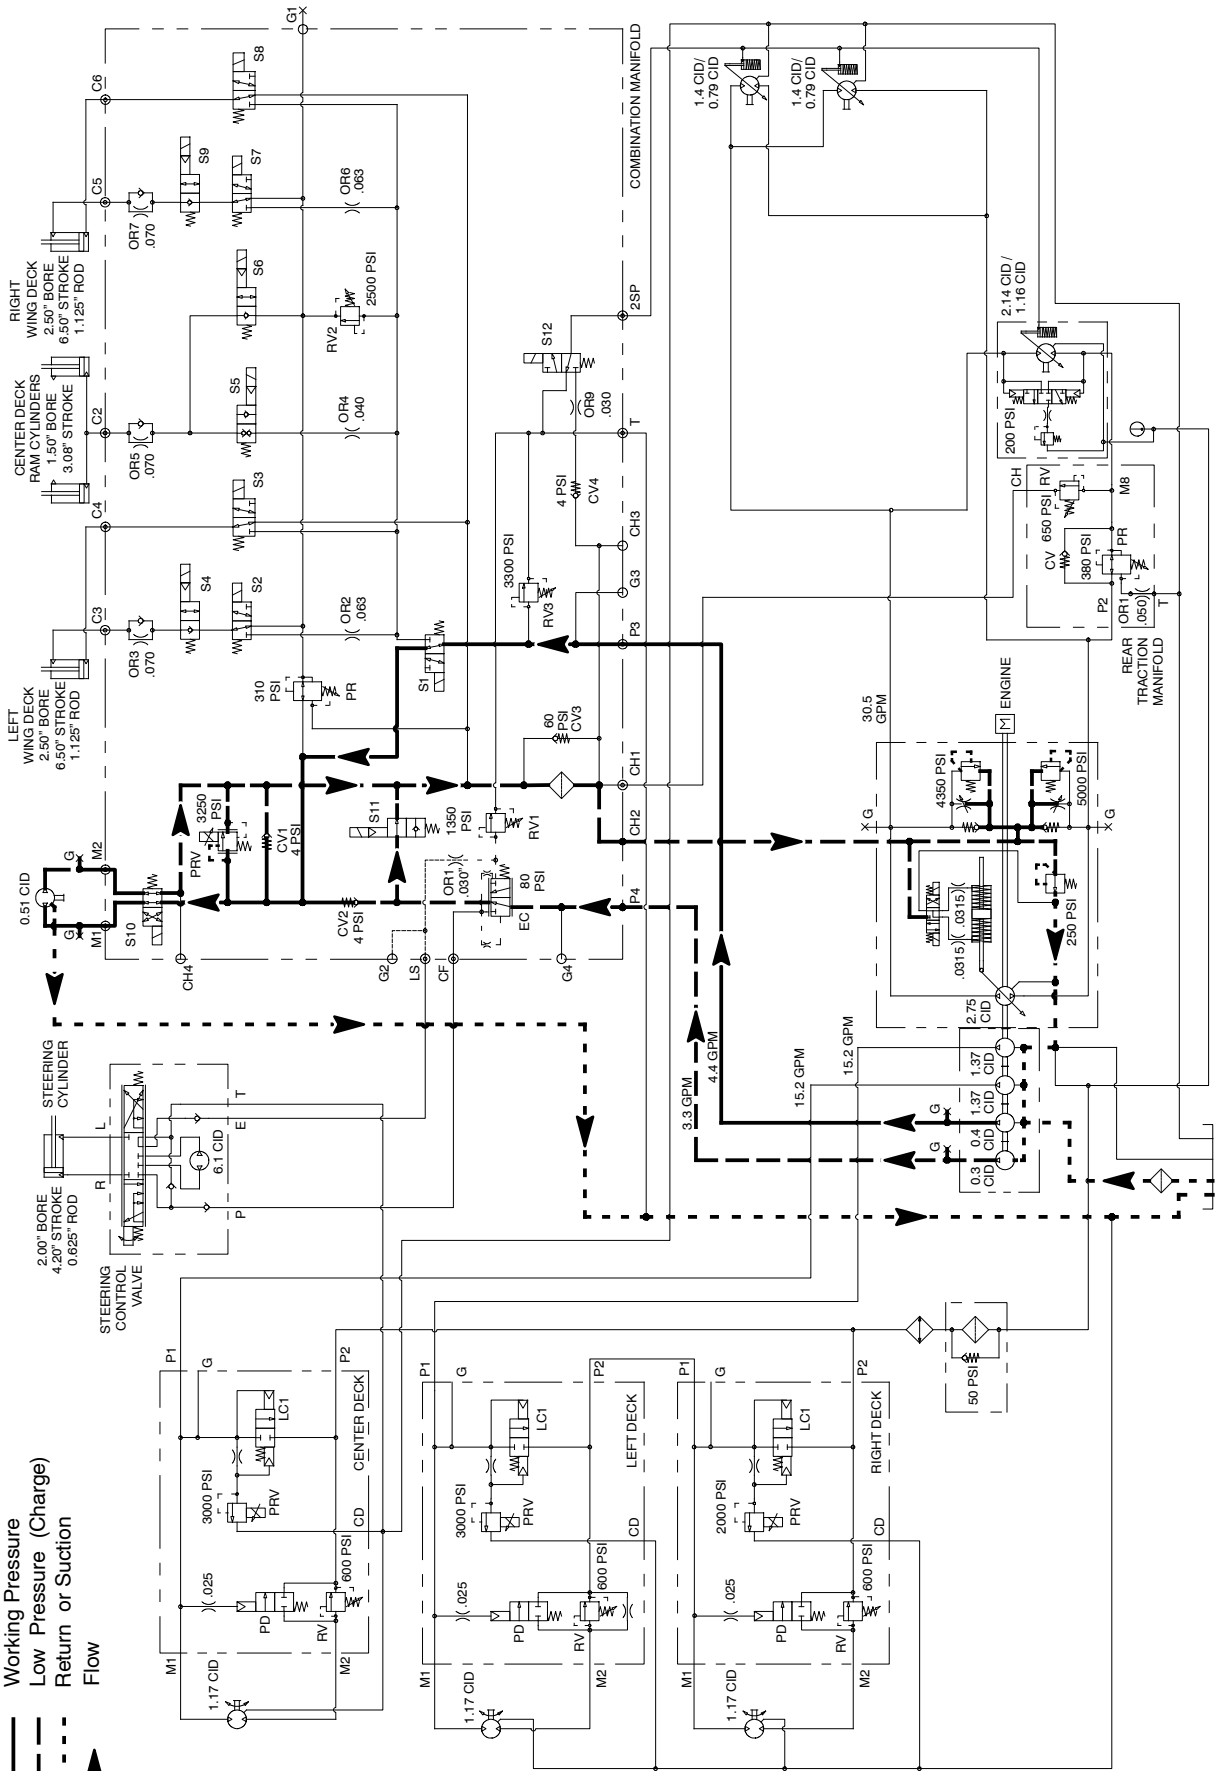 Working Pressure
Low Pressure (Charge)
Return or Suction
Flow
RIGHT
WING DECK
2.50" BORE
6.50" STROKE
1.125" ROD
CENTER DECK
RAM CYLINDERS
1.50" BORE
3.08" STROKE
LEFT
WING DECK
2.50" BORE
6.50" STROKE
1.125" ROD
G1
C6
C5
C2
C4
C3
S8
S9
S7
OR7
.070
OR6
.063
S6
RV2
2500 PSI
S5
OR5
.070
OR4
.040
S3
S4
S2
OR3
.070
OR2
.063
310
PSI
PR
S1
COMBINATION MANIFOLD
2SP
S12
OR9
.030
T
4 PSI
CV4
CH3
G3
3300 PSI
RV3
P3
60
PSI
CV3
CH1
CH2
P4
3250
PSI
PRV
CV1
4 PSI
S11
1350
PSI
RV1
OR1
.030"
80
PSI
EC
CV2
4 PSI
M2
M1
G
G
0.51 CID
S10
CH4
G2
LS
CF
G4
1.4 CID/
0.79 CID
1.4 CID/
0.79 CID
2.14 CID /
1.16 CID
200 PSI
CH
RV
650 PSI
M8
CV
380 PSI
PR
P2
OR1
.050
T
REAR
TRACTION
MANIFOLD
30.5
GPM
M
ENGINE
4350 PSI
5000 PSI
G
G
.0315
.0315
250 PSI
2.75
CID
1.37
CID
1.37
CID
0.4
CID
0.3
CID
G
G
15.2 GPM
15.2 GPM
4.4 GPM
3.3 GPM
STEERING
CYLINDER
2.00" BORE
4.20" STROKE
0.625" ROD
STEERING
CONTROL
VALVE
L
R
6.1 CID
T
E
P
P1
G
P2
LC1
3000 PSI
PRV
CENTER DECK
CD
.025
PD
RV
600 PSI
M1
M2
1.17 CID
P1
G
P2
LC1
3000 PSI
PRV
LEFT DECK
CD
.025
PD
RV
600 PSI
M1
M2
1.17 CID
P1
G
P2
LC1
2000 PSI
PRV
RIGHT DECK
CD
.025
PD
RV
600 PSI
M1
M2
1.17 CID
50 PSI